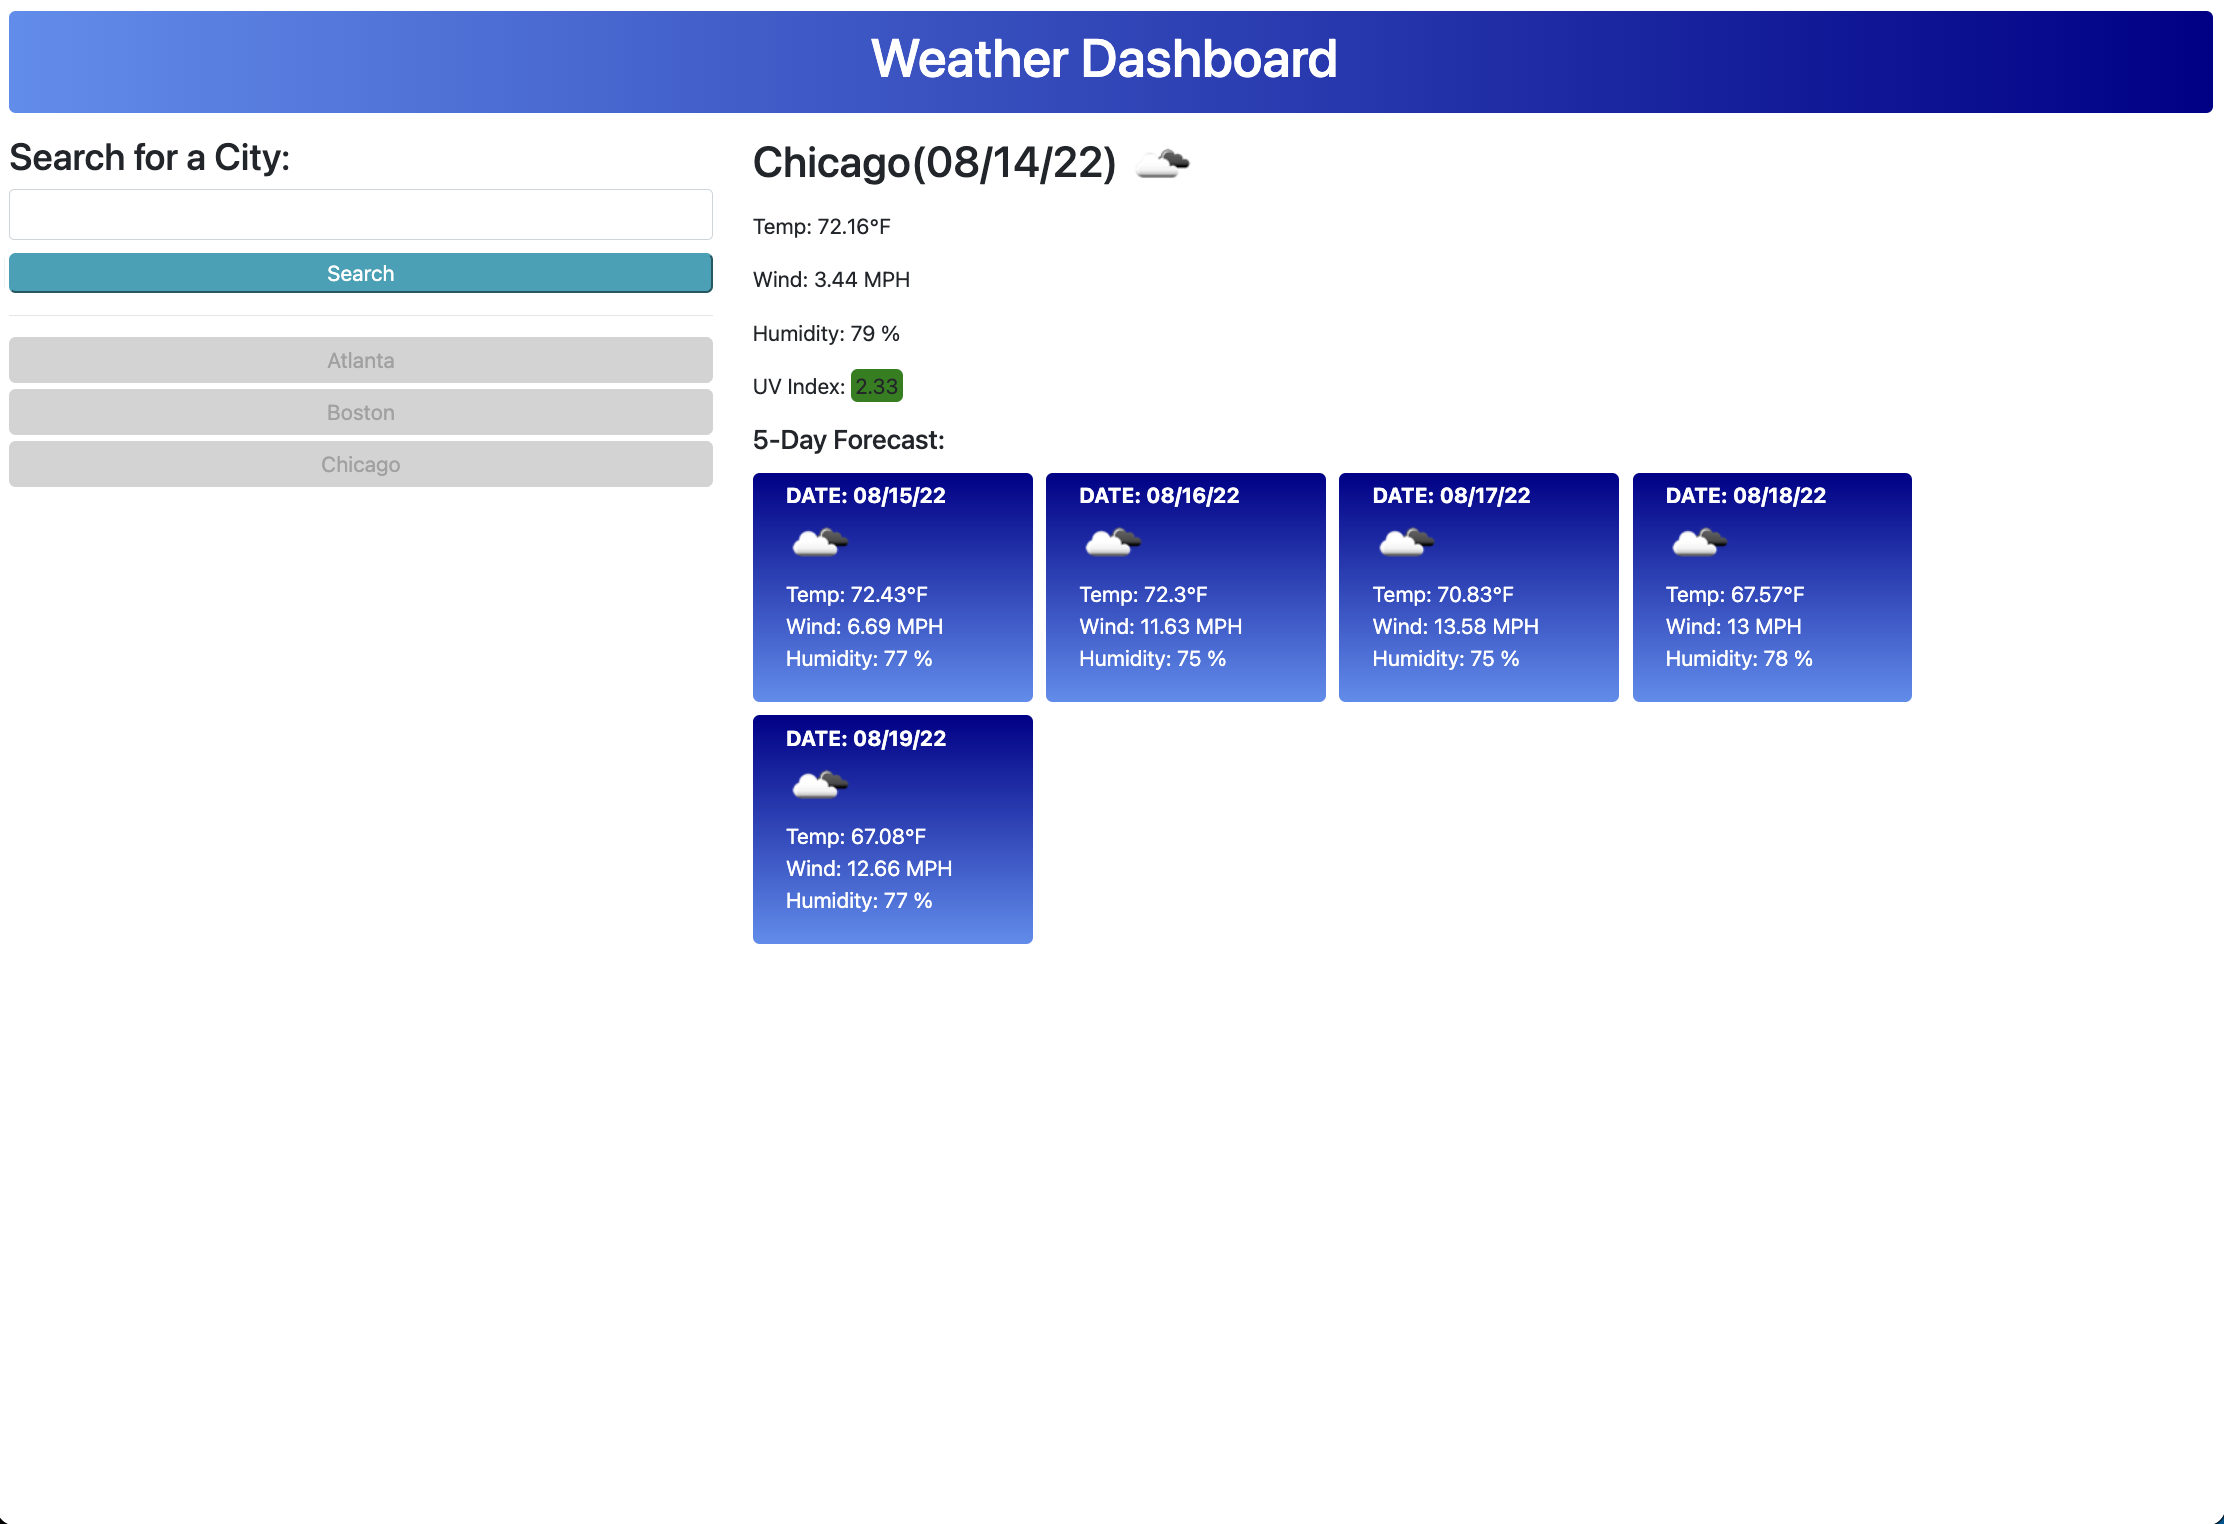 Weather Dashboard
Search for a City:
Search
Atlanta
Boston
Chicago
Chicago(08/14/22)
Temp: 72.16°F
Wind: 3.44 MPH
Humidity: 79 %
UV Index: 2.33
5-Day Forecast:
DATE: 08/15/22
Temp: 72.43°F
Wind: 6.69 MPH
Humidity: 77 %
DATE: 08/16/22
Temp: 72.3°F
Wind: 11.63 MPH
Humidity: 75 %
DATE: 08/17/22
Temp: 70.83°F
Wind: 13.58 MPH
Humidity: 75 %
DATE: 08/18/22
Temp: 67.57°F
Wind: 13 MPH
Humidity: 78 %
DATE: 08/19/22
Temp: 67.08°F
Wind: 12.66 MPH
Humidity: 77 %